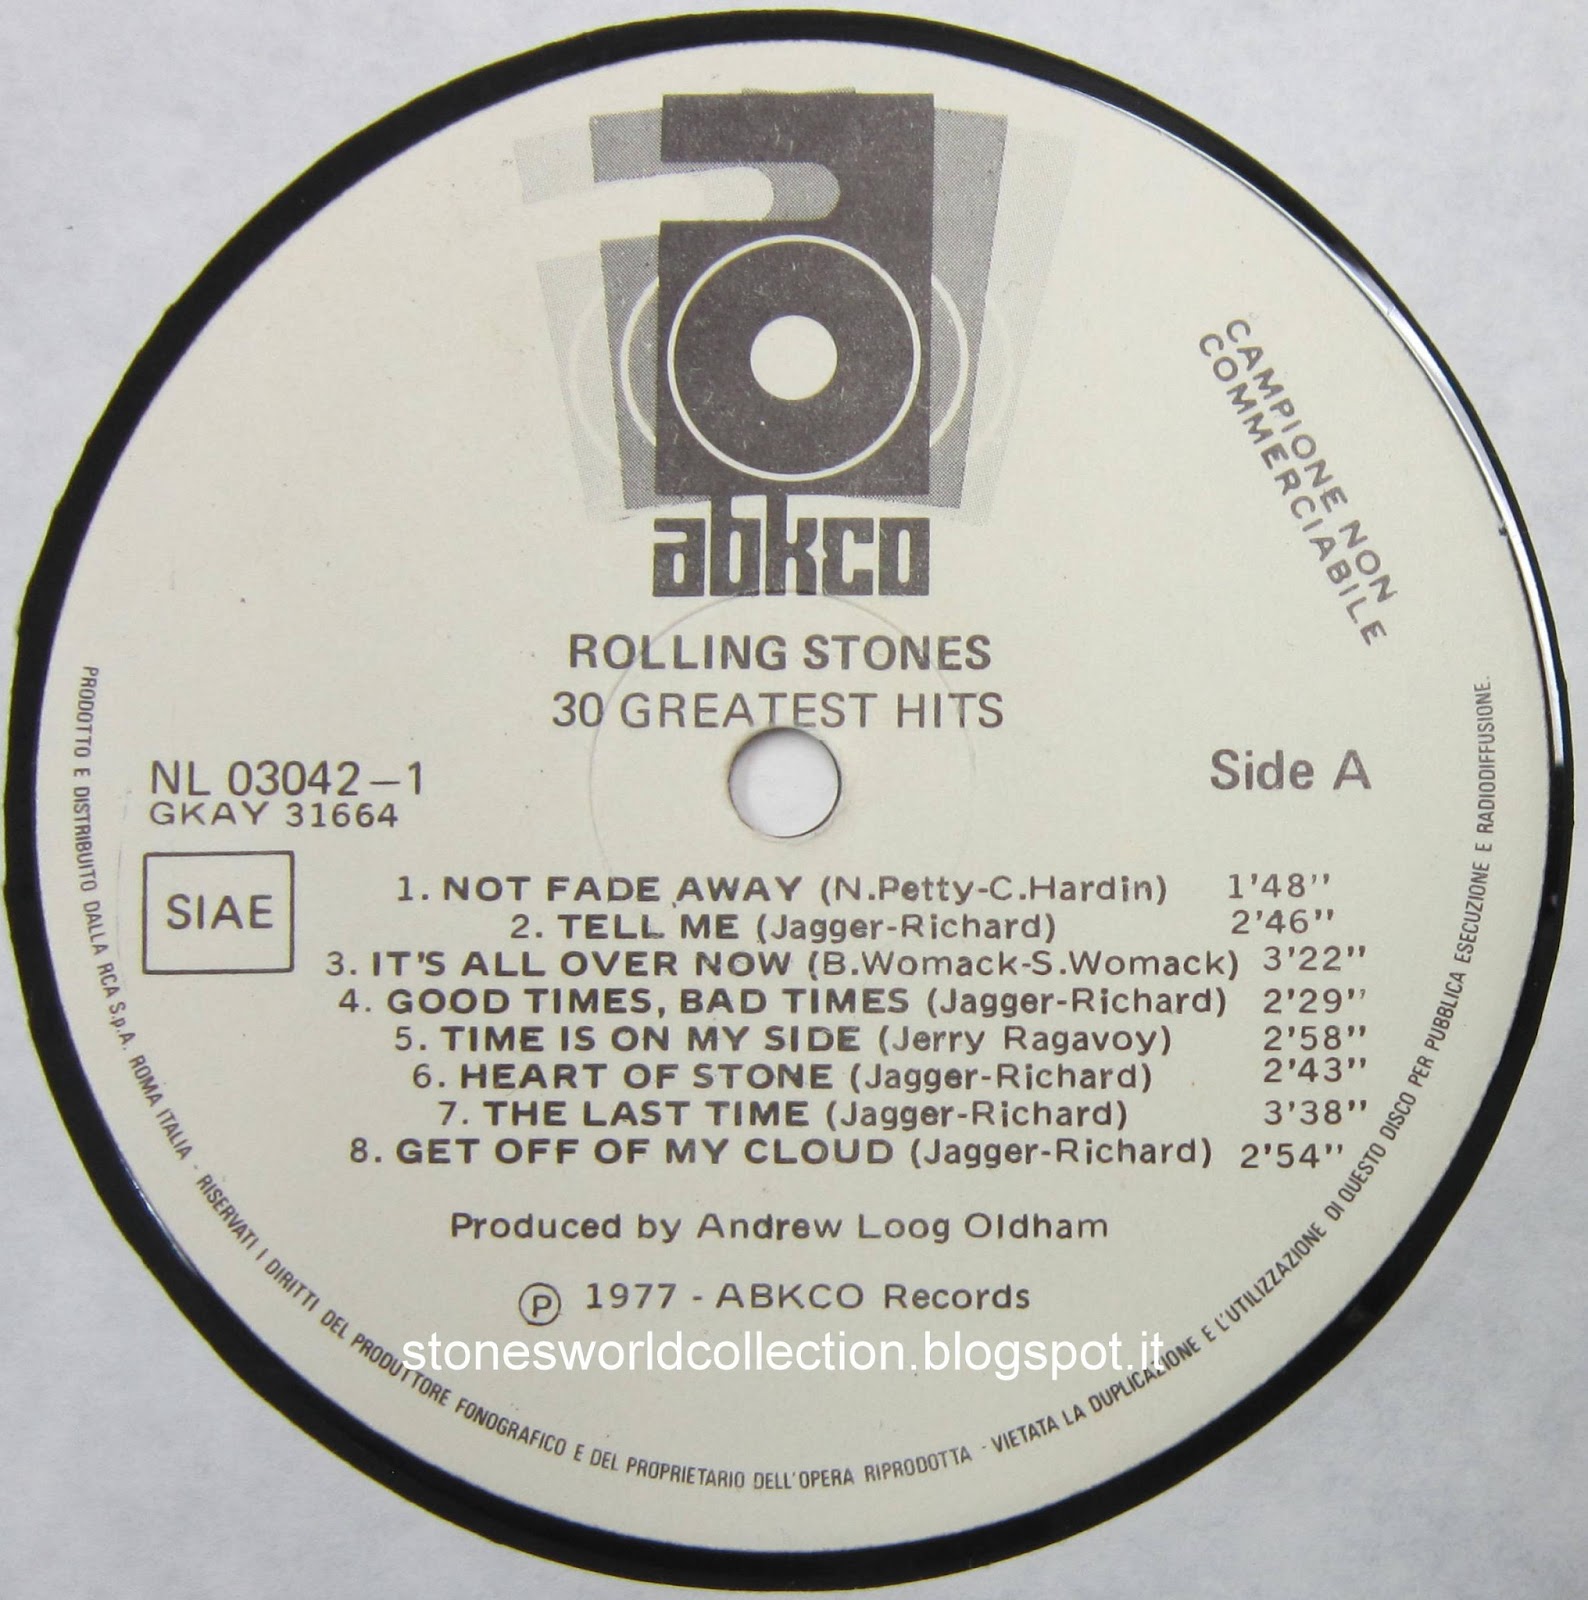 abkco
CAMPIONE NON
COMMERCIABILE
ROLLING STONES
30 GREATEST HITS
NL 03042-1
GKAY 31664
Side A
SIAE
1. NOT FADE AWAY (N.Petty-C.Hardin) 1'48''
2. TELL ME (Jagger-Richard) 2'46''
3. IT'S ALL OVER NOW (B.Womack-S.Womack) 3'22''
4. GOOD TIMES, BAD TIMES (Jagger-Richard) 2'29''
5. TIME IS ON MY SIDE (Jerry Ragavoy) 2'58''
6. HEART OF STONE (Jagger-Richard) 2'43''
7. THE LAST TIME (Jagger-Richard) 3'38''
8. GET OFF OF MY CLOUD (Jagger-Richard) 2'54''
Produced by Andrew Loog Oldham
Ⓟ 1977 - ABKCO Records
stonesworldcollection.blogspot.it
PRODOTTO E DISTRIBUITO DALLA RCA S.p.A. ROMA ITALIA - RISERVATI I DIRITTI DEL PRODUTTORE FONOGRAFICO E DEL PROPRIETARIO DELL'OPERA RIPRODOTTA - VIETATA LA DUPLICAZIONE E L'UTILIZZAZIONE DI QUESTO DISCO PER PUBBLICA ESECUZIONE E RADIODIFFUSIONE.